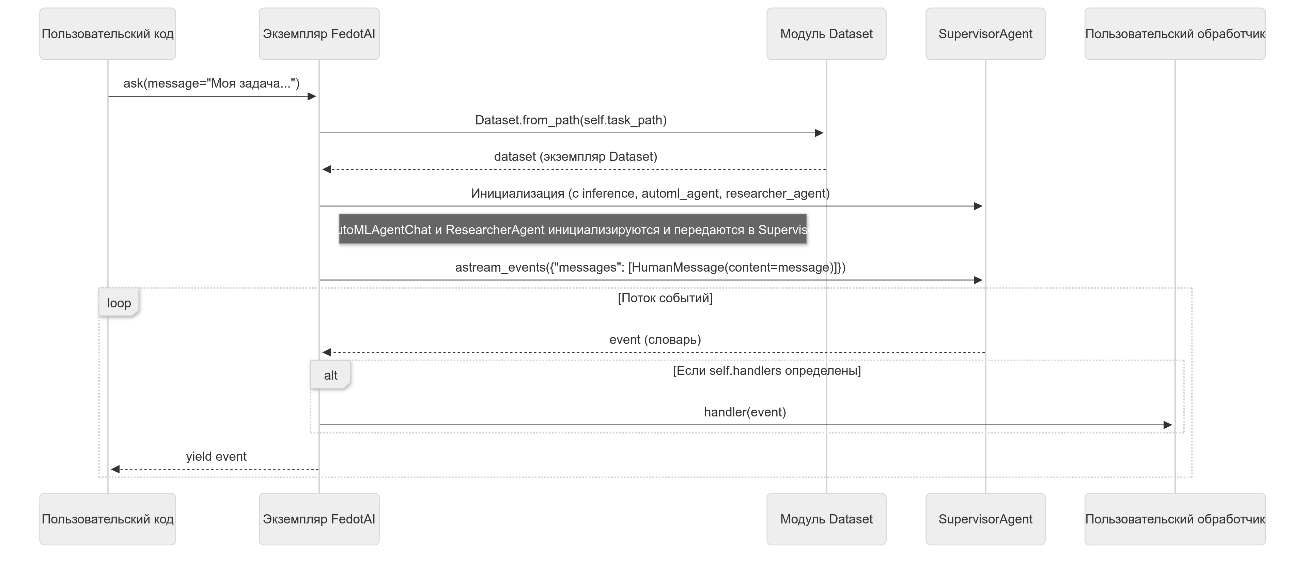 Пользовательский код
Экземпляр FedotAI
Модуль Dataset
SupervisorAgent
Пользовательский обработчик
ask(message="Моя задача...")
Dataset.from_path(self.task_path)
dataset (экземпляр Dataset)
Инициализация (с inference, automl_agent, researcher_agent)
utoMLAgentChat и ResearcherAgent инициализируются и передаются в Supervis
astream_events({"messages": [HumanMessage(content=message)]})
loop
[Поток событий]
event (словарь)
alt
[Если self.handlers определены]
handler(event)
yield event
Пользовательский код
Экземпляр FedotAI
Модуль Dataset
SupervisorAgent
Пользовательский обработчик